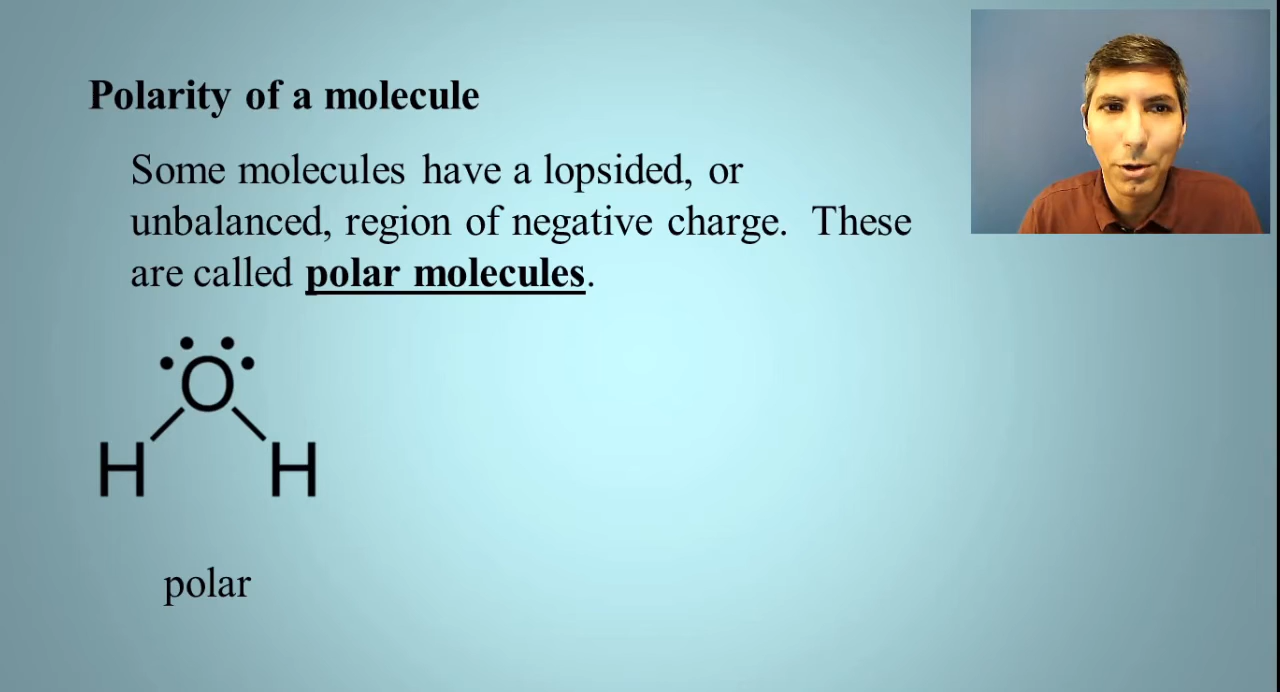 Polarity of a molecule
Some molecules have a lopsided, or
unbalanced, region of negative charge.  These
are called polar molecules.
O
H H
polar